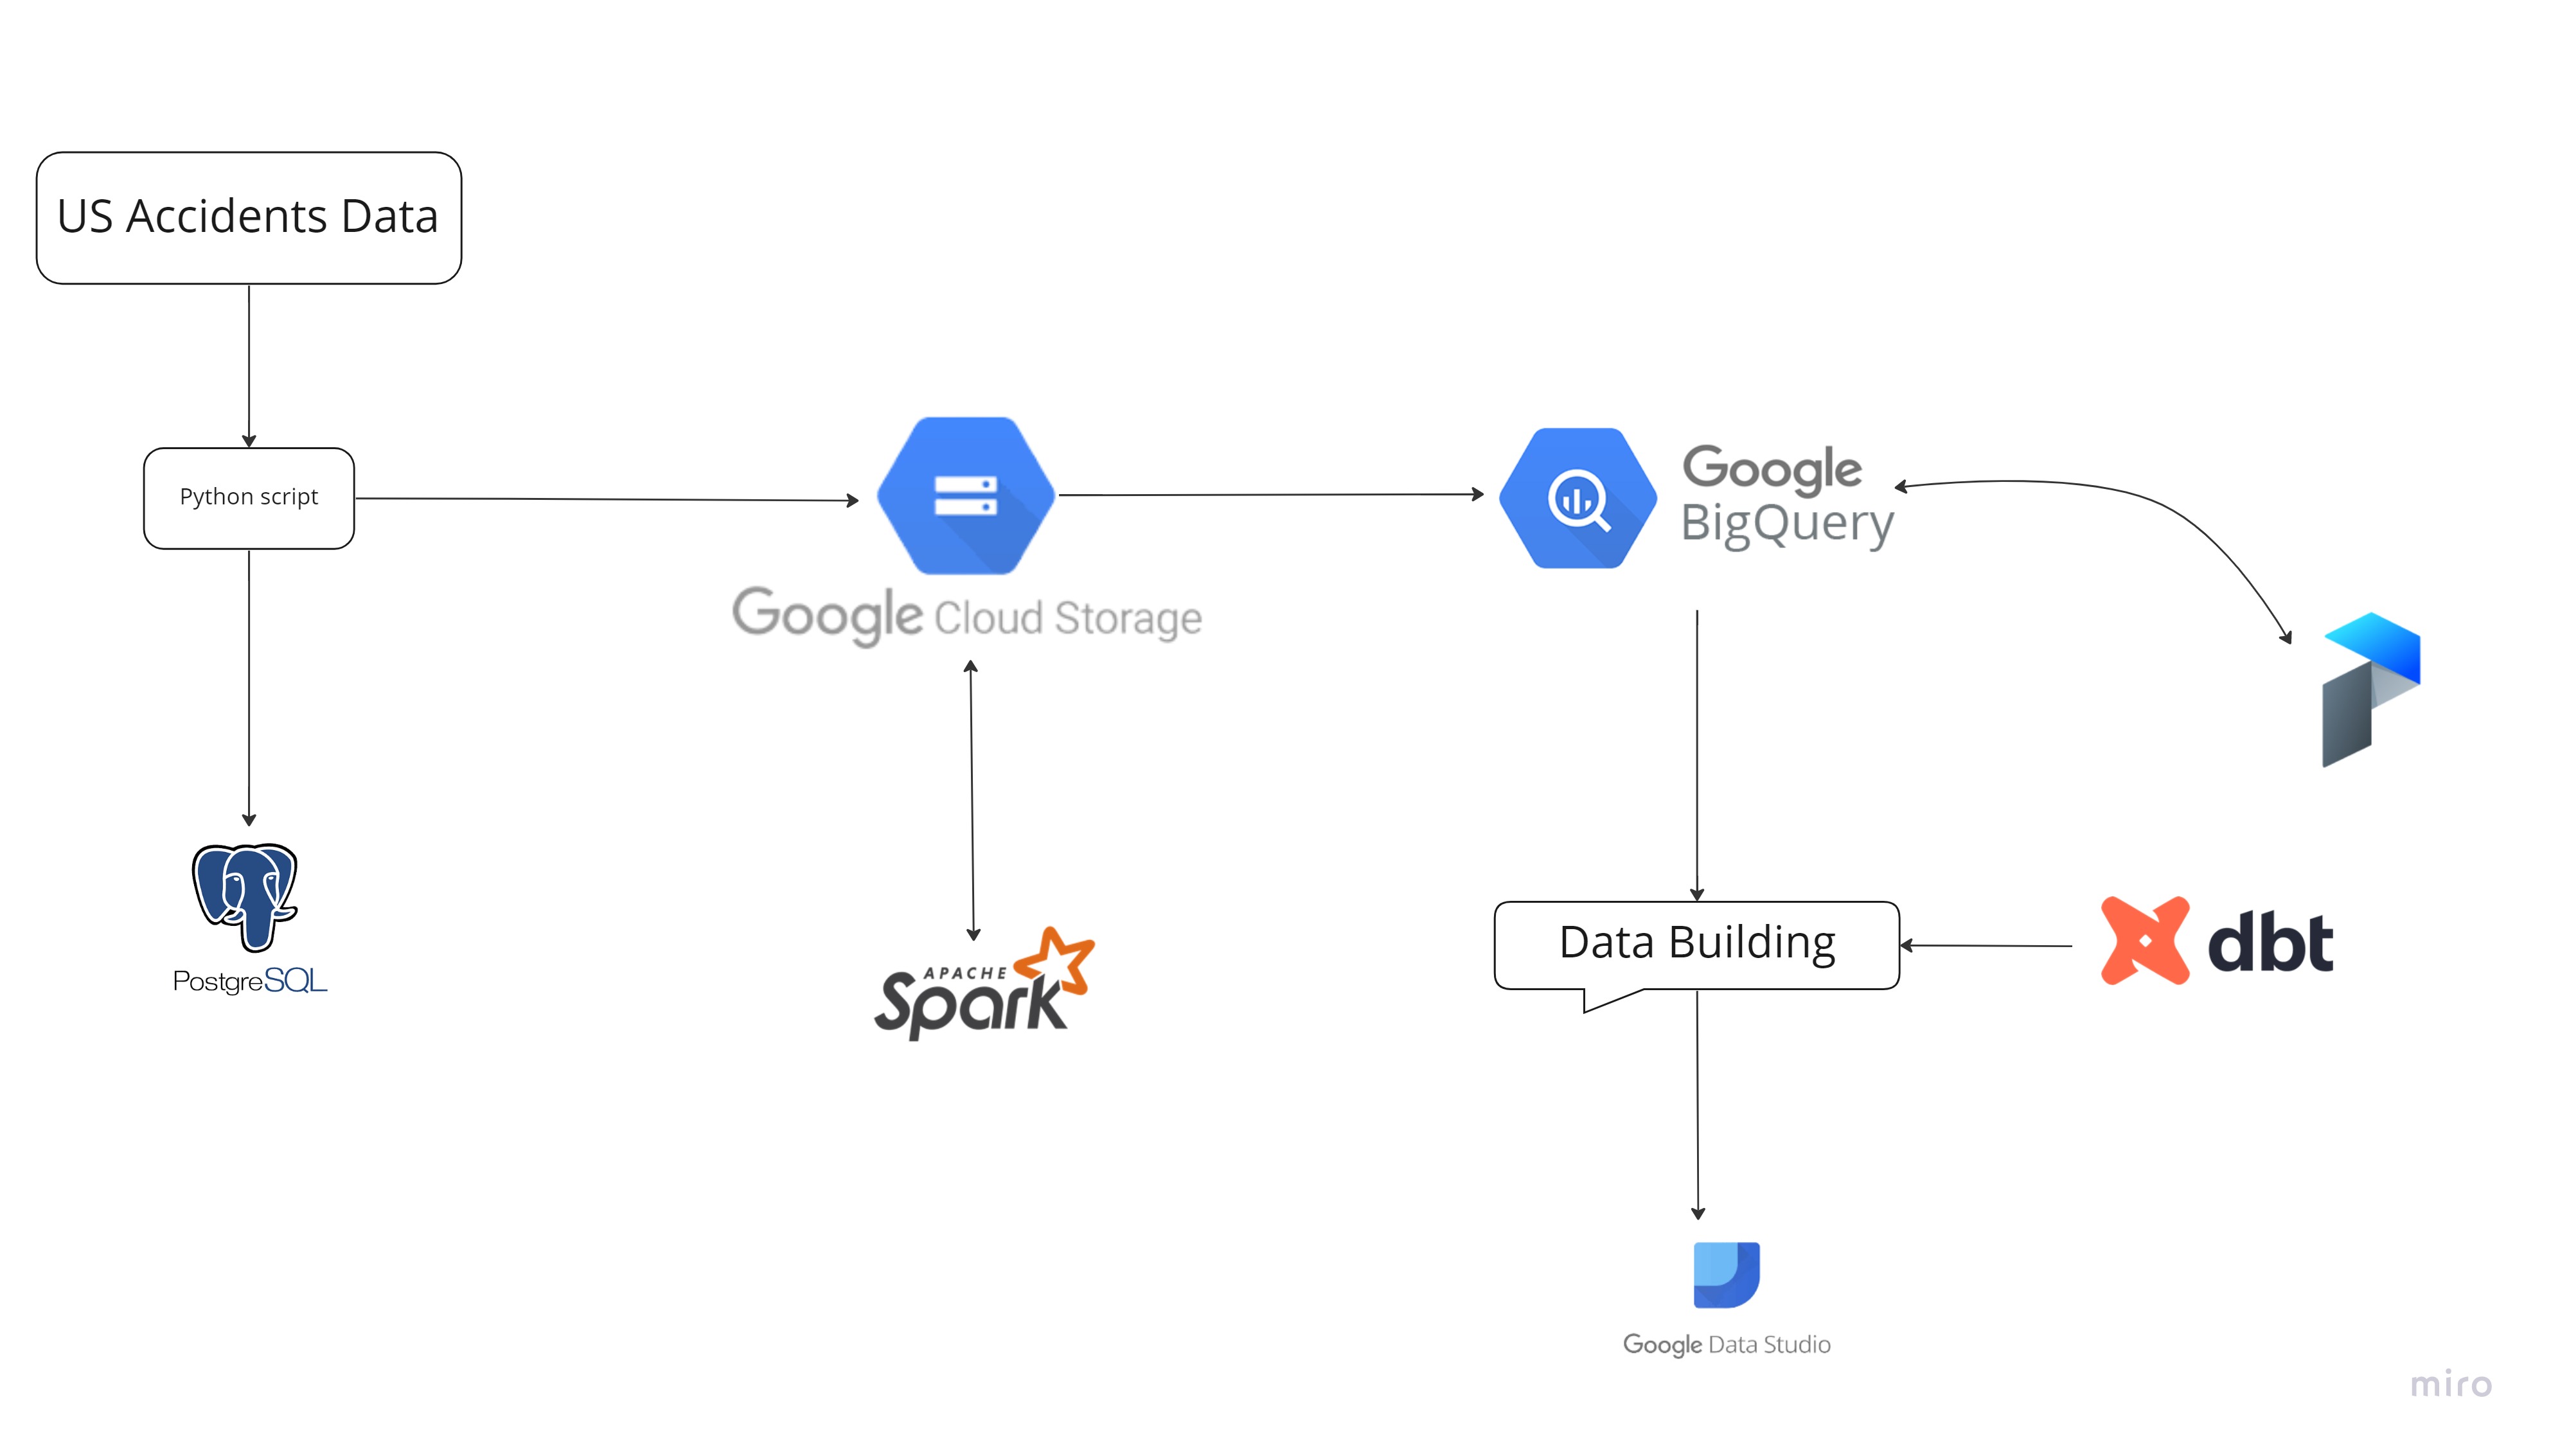 US Accidents Data
Python script
Google Cloud Storage
Google
BigQuery
PostgreSQL
APACHE
Spark
Data Building
dbt
Google Data Studio
miro